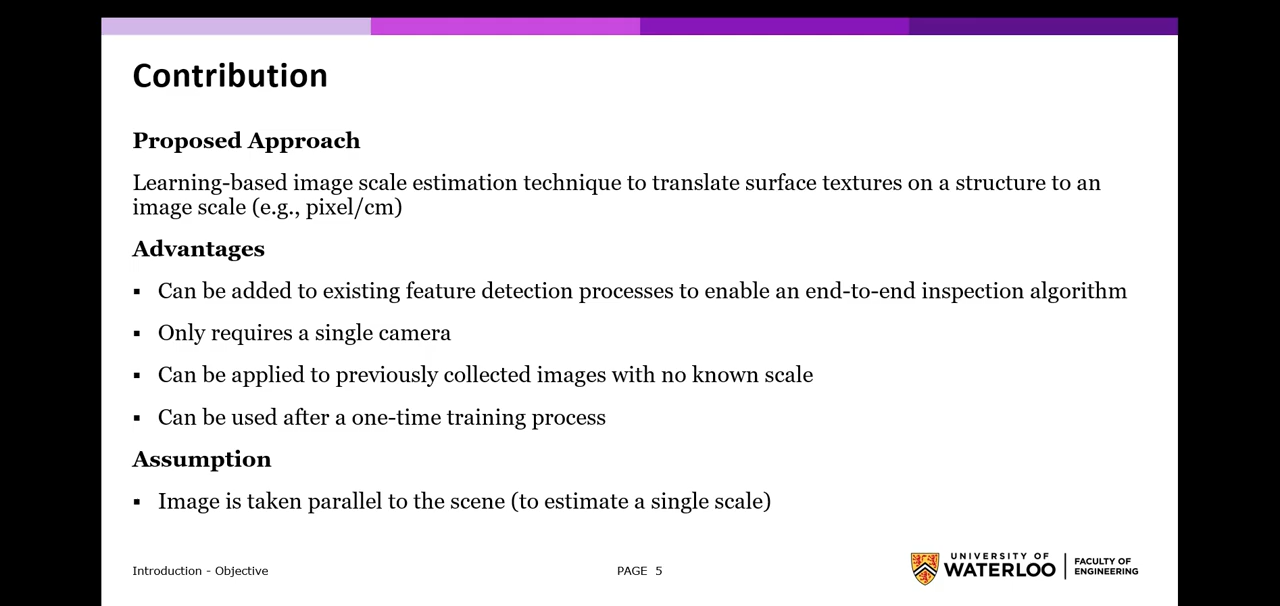 Contribution
Proposed Approach
Learning-based image scale estimation technique to translate surface textures on a structure to an
image scale (e.g., pixel/cm)
Advantages
▪ Can be added to existing feature detection processes to enable an end-to-end inspection algorithm
▪ Only requires a single camera
▪ Can be applied to previously collected images with no known scale
▪ Can be used after a one-time training process
Assumption
▪ Image is taken parallel to the scene (to estimate a single scale)
Introduction - Objective
PAGE 5
UNIVERSITY OF
WATERLOO
FACULTY OF
ENGINEERING